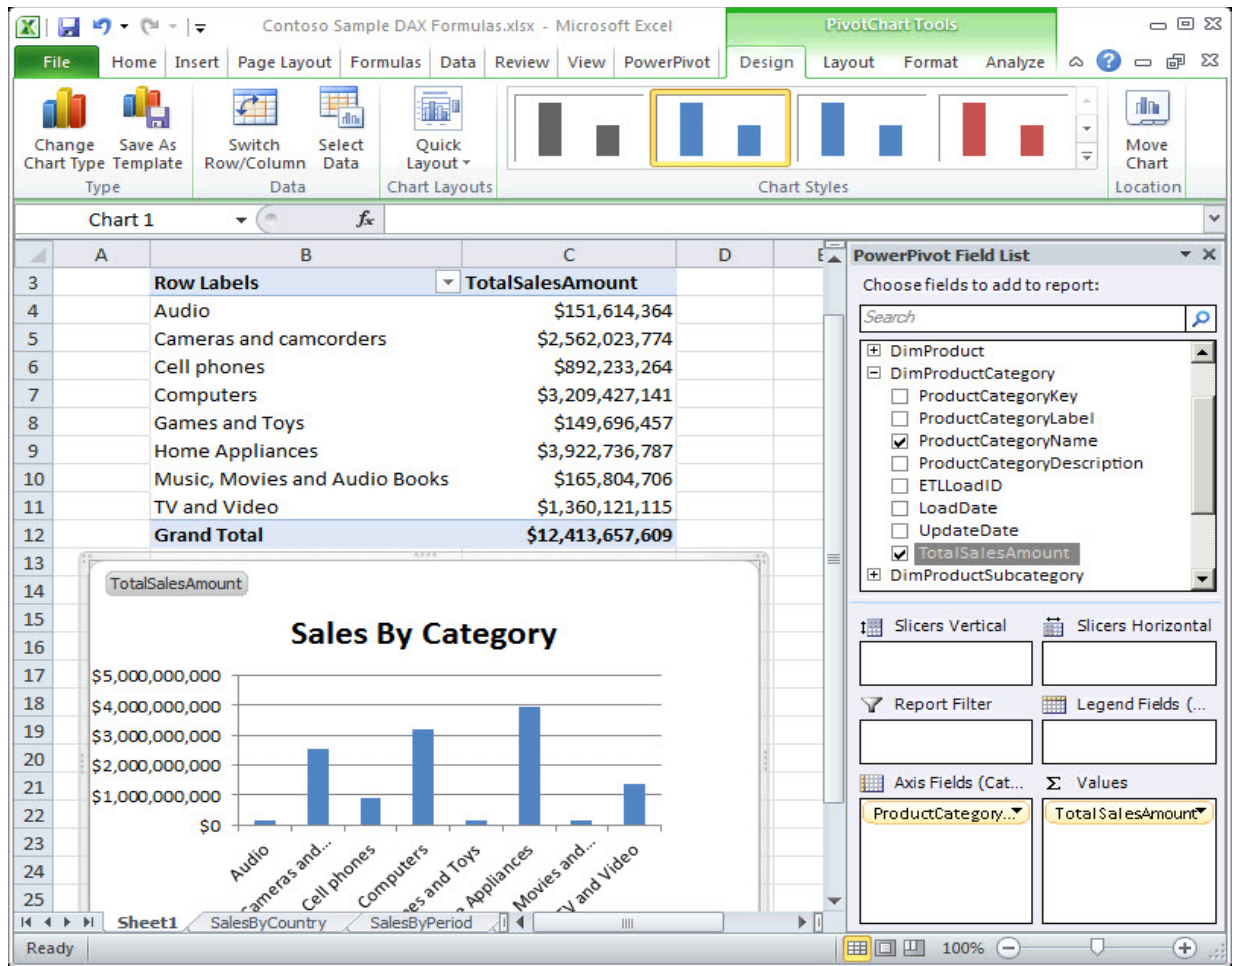 Contoso Sample DAX Formulas.xlsx - Microsoft Excel
PivotChart Tools
File Home Insert Page Layout Formulas Data Review View PowerPivot Design Layout Format Analyze
Change Chart Type
Save As Template
Switch Row/Column
Select Data
Quick Layout
Move Chart
Type Data Chart Layouts Chart Styles Location
Chart 1 fx
A B C D E
3 Row Labels TotalSalesAmount
4 Audio $151,614,364
5 Cameras and camcorders $2,562,023,774
6 Cell phones $892,233,264
7 Computers $3,209,427,141
8 Games and Toys $149,696,457
9 Home Appliances $3,922,736,787
10 Music, Movies and Audio Books $165,804,706
11 TV and Video $1,360,121,115
12 Grand Total $12,413,657,609
13
14
15
16
17
18
19
20
21
22
23
24
25
TotalSalesAmount
Sales By Category
$5,000,000,000
$4,000,000,000
$3,000,000,000
$2,000,000,000
$1,000,000,000
$0
Audio
Cameras and...
Cell phones
Computers
and Toys
Appliances
Movies and...
TV and Video
Sheet1 SalesByCountry SalesByPeriod
Ready 100%
PowerPivot Field List
Choose fields to add to report:
Search
DimProduct
DimProductCategory
ProductCategoryKey
ProductCategoryLabel
ProductCategoryName
ProductCategoryDescription
ETLLoadID
LoadDate
UpdateDate
TotalSalesAmount
DimProductSubcategory
Slicers Vertical Slicers Horizontal
Report Filter Legend Fields (...
Axis Fields (Cat... Σ Values
ProductCategory... TotalSalesAmount